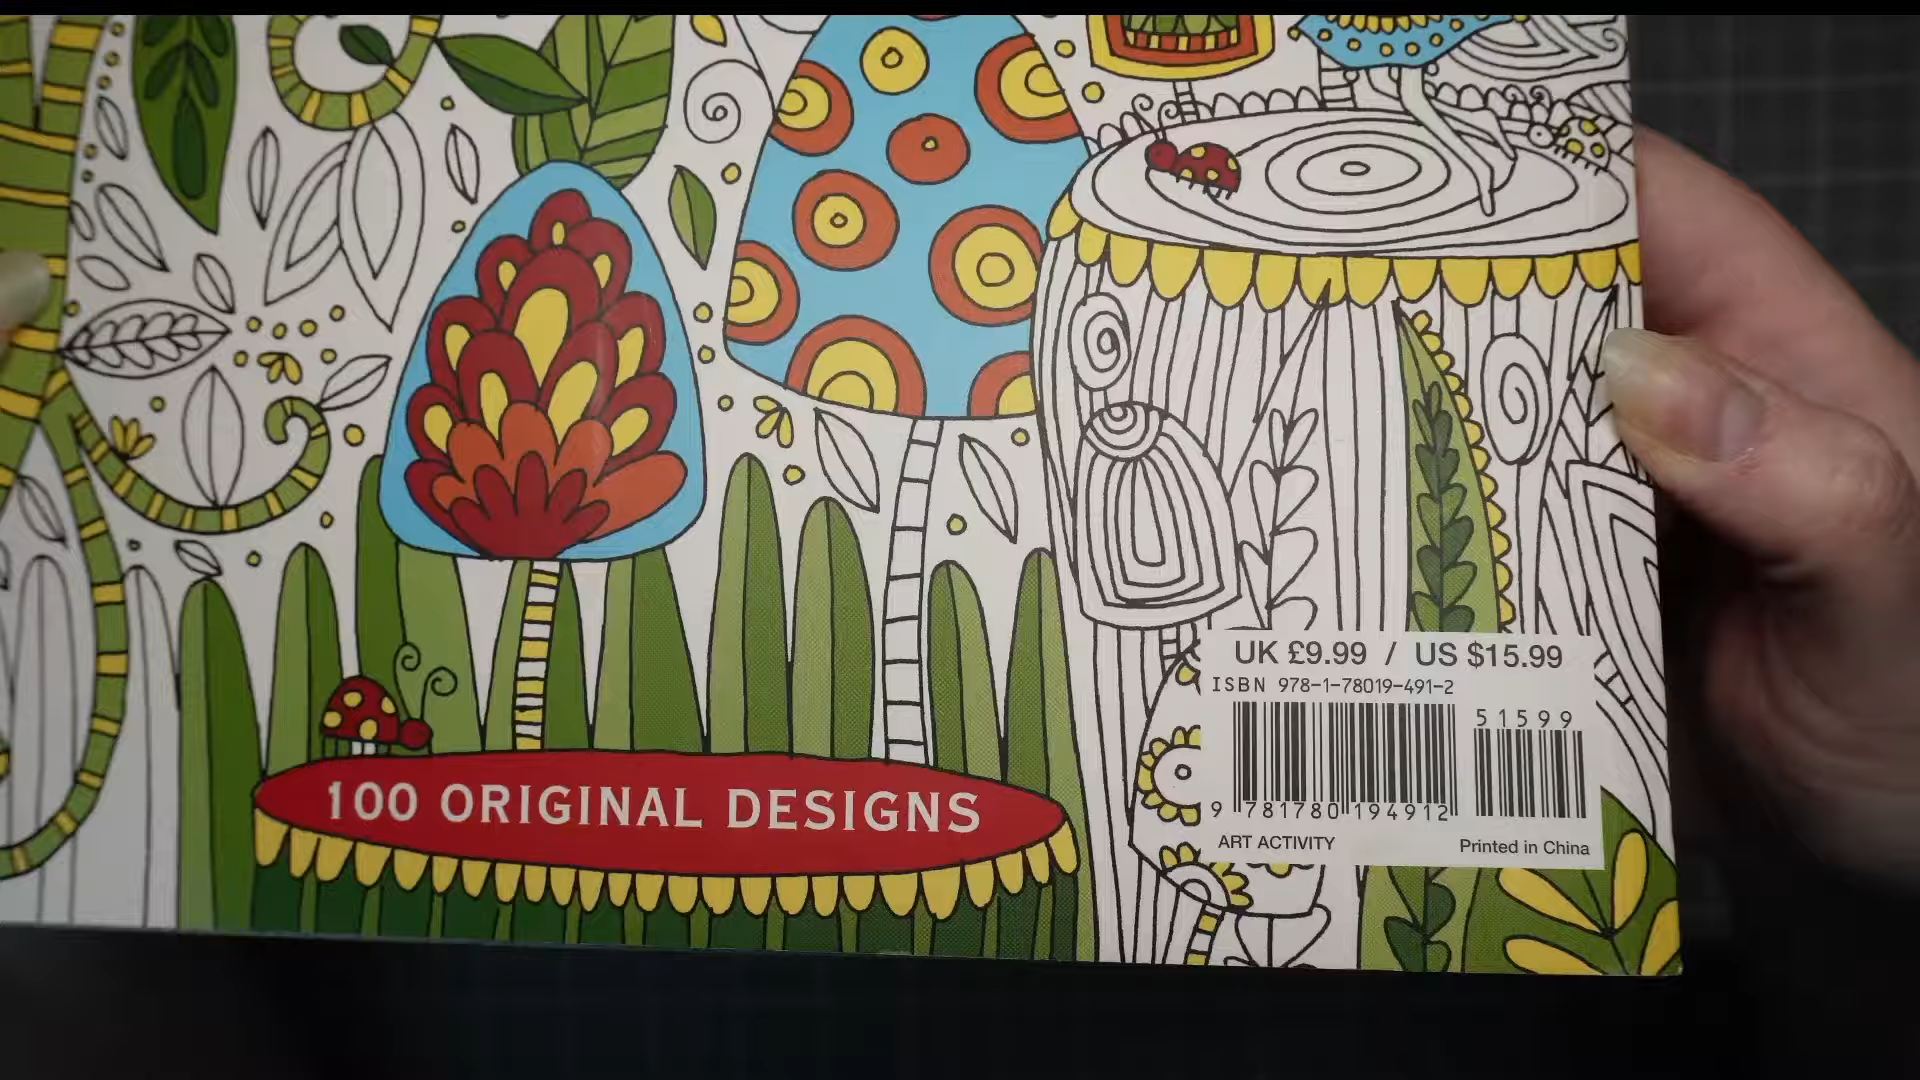 UK £9.99 / US $15.99
ISBN 978-1-78019-491-2
51599
9 781780 194912
ART ACTIVITY Printed in China
100 ORIGINAL DESIGNS